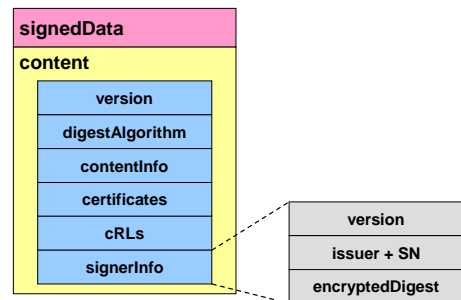 signedData
content
version
digestAlgorithm
contentInfo
certificates
cRLs
signerInfo
version
issuer + SN
encryptedDigest